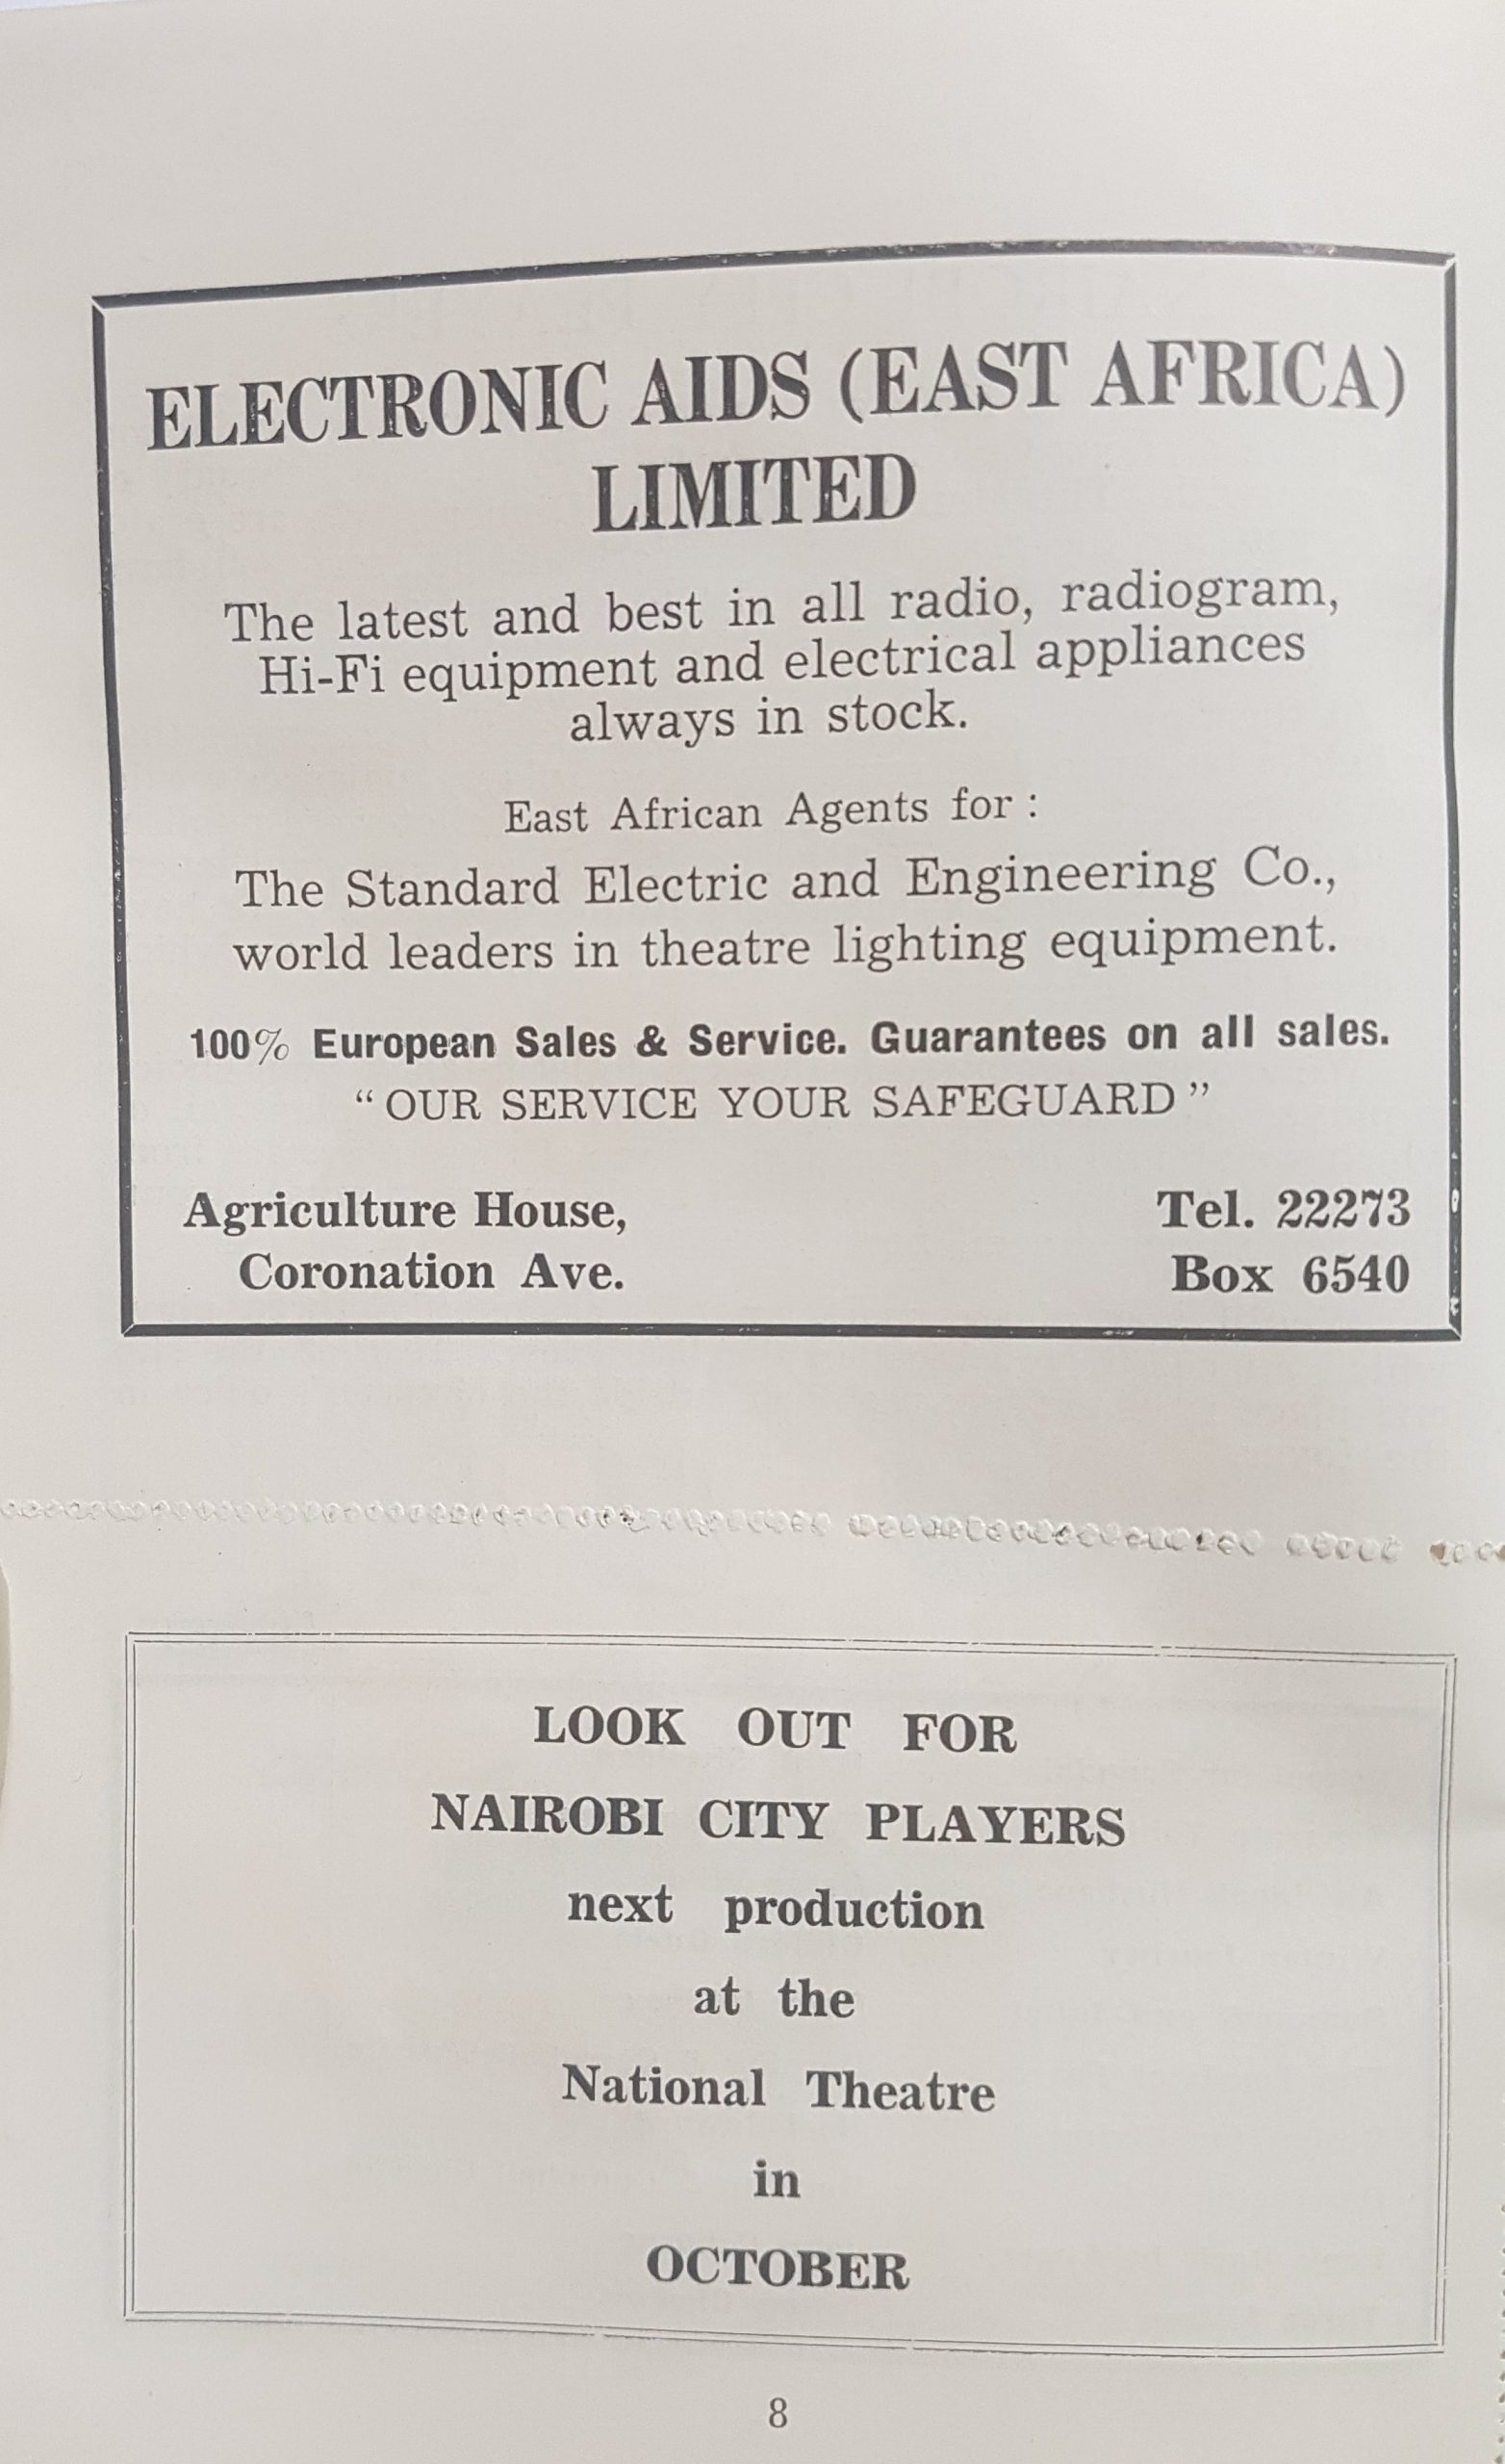 ELECTRONIC AIDS (EAST AFRICA)
LIMITED
The latest and best in all radio, radiogram,
Hi-Fi equipment and electrical appliances
always in stock.
East African Agents for :
The Standard Electric and Engineering Co.,
world leaders in theatre lighting equipment.
100% European Sales & Service. Guarantees on all sales.
“ OUR SERVICE YOUR SAFEGUARD ”
Agriculture House, Tel. 22273
Coronation Ave. Box 6540
LOOK OUT FOR
NAIROBI CITY PLAYERS
next production
at the
National Theatre
in
OCTOBER
8